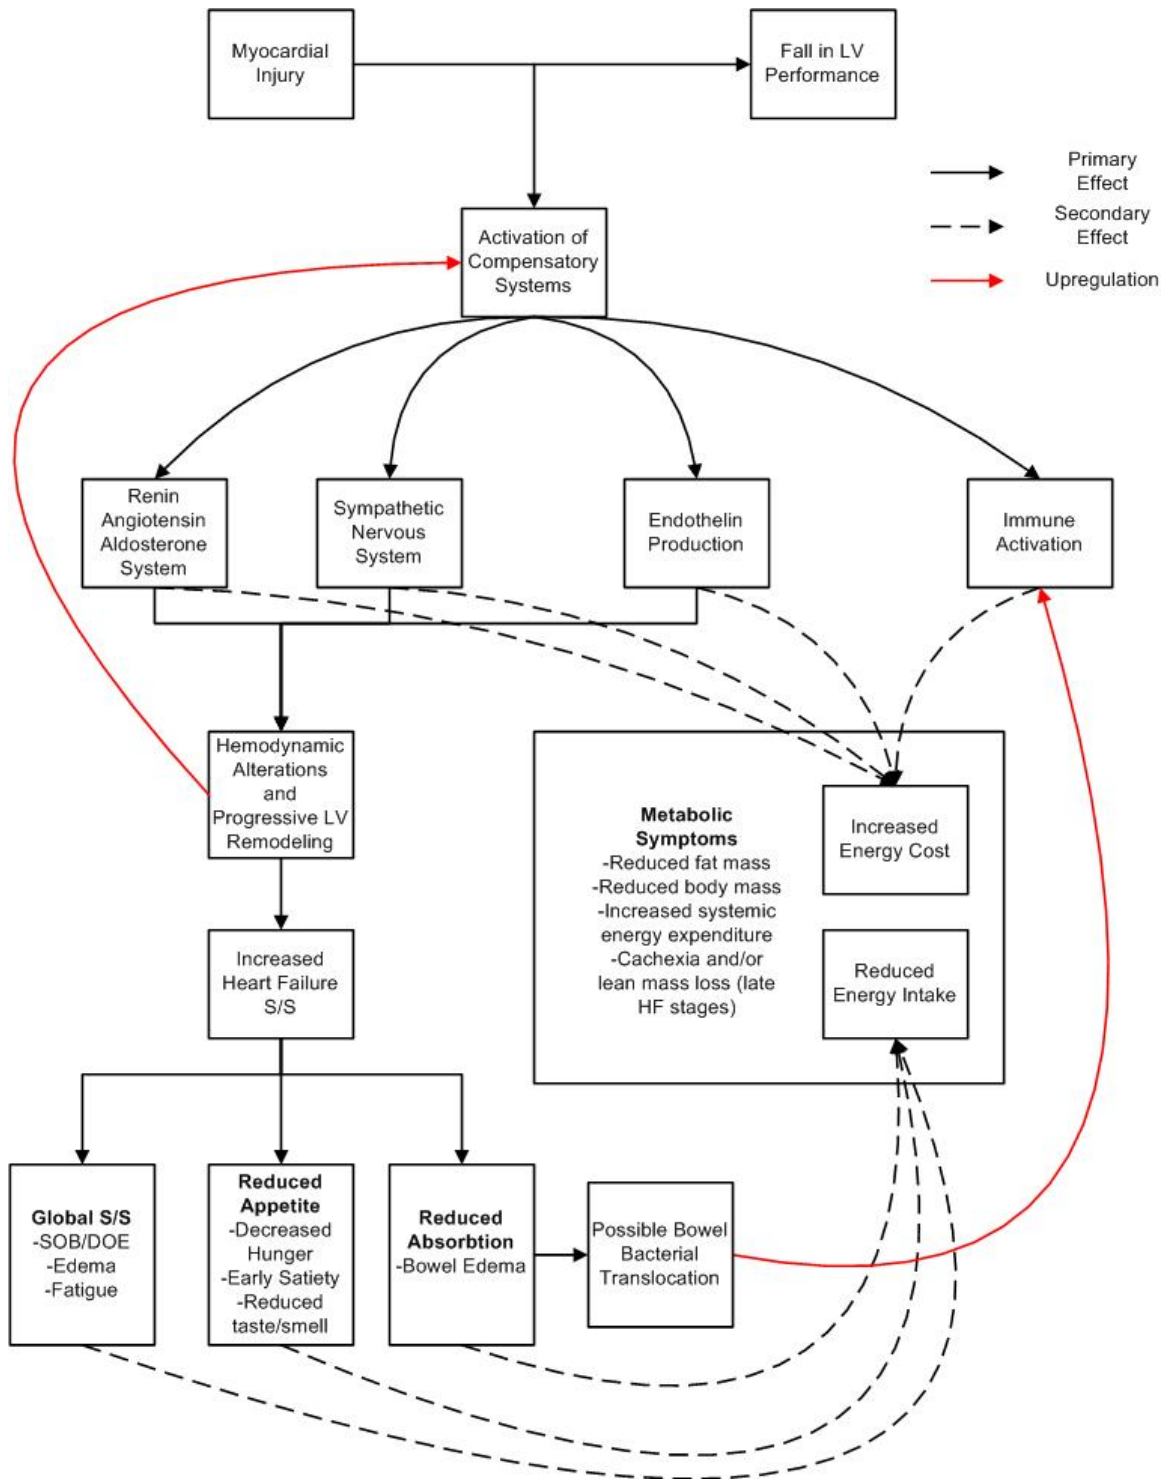 Myocardial
Injury
Fall in LV
Performance
Primary
Effect
Secondary
Effect
Upregulation
Activation of
Compensatory
Systems
Renin
Angiotensin
Aldosterone
System
Sympathetic
Nervous
System
Endothelin
Production
Immune
Activation
Hemodynamic
Alterations
and
Progressive LV
Remodeling
Metabolic
Symptoms
-Reduced fat mass
-Reduced body mass
-Increased systemic
energy expenditure
-Cachexia and/or
lean mass loss (late
HF stages)
Increased
Energy Cost
Reduced
Energy Intake
Increased
Heart Failure
S/S
Global S/S
-SOB/DOE
-Edema
-Fatigue
Reduced
Appetite
-Decreased
Hunger
-Early Satiety
-Reduced
taste/smell
Reduced
Absorbtion
-Bowel Edema
Possible Bowel
Bacterial
Translocation